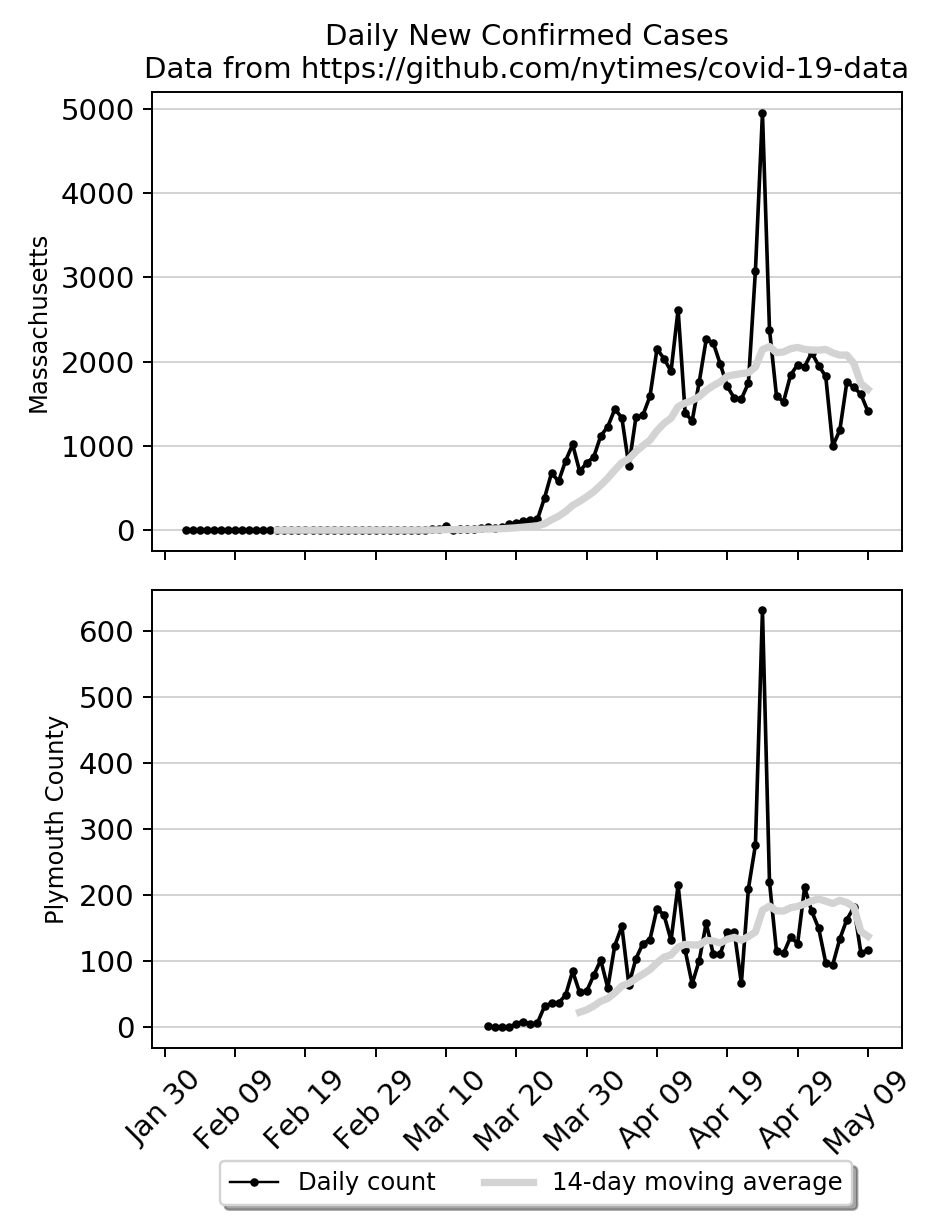 Daily New Confirmed Cases
Data from https://github.com/nytimes/covid-19-data
5000
4000
3000
2000
1000
0
Massachusetts
600
500
400
300
200
100
0
Plymouth County
Jan 30
Feb 09
Feb 19
Feb 29
Mar 10
Mar 20
Mar 30
Apr 09
Apr 19
Apr 29
May 09
Daily count
14-day moving average